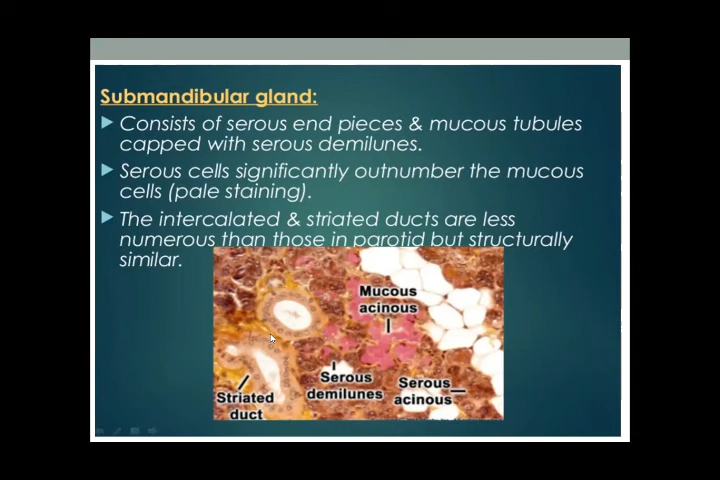 Submandibular gland:
Consists of serous end pieces & mucous tubules
capped with serous demilunes.
Serous cells significantly outnumber the mucous
cells (pale staining).
The intercalated & striated ducts are less
numerous than those in parotid but structurally
similar.
Mucous
acinous
Serous
demilunes
Serous
acinous
Striated
duct